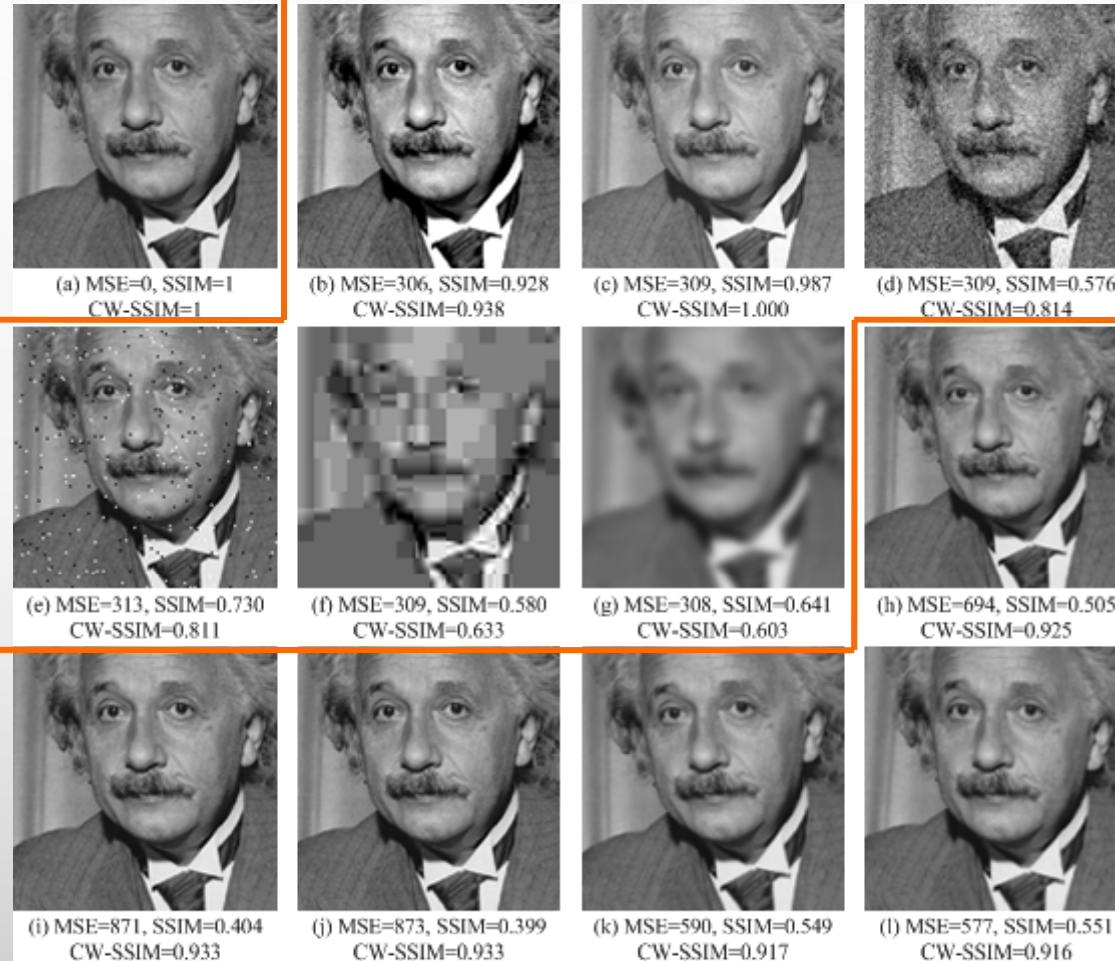 (a) MSE=0, SSIM=1
CW-SSIM=1
(b) MSE=306, SSIM=0.928
CW-SSIM=0.938
(c) MSE=309, SSIM=0.987
CW-SSIM=1.000
(d) MSE=309, SSIM=0.576
CW-SSIM=0.814
(e) MSE=313, SSIM=0.730
CW-SSIM=0.811
(f) MSE=309, SSIM=0.580
CW-SSIM=0.633
(g) MSE=308, SSIM=0.641
CW-SSIM=0.603
(h) MSE=694, SSIM=0.505
CW-SSIM=0.925
(i) MSE=871, SSIM=0.404
CW-SSIM=0.933
(j) MSE=873, SSIM=0.399
CW-SSIM=0.933
(k) MSE=590, SSIM=0.549
CW-SSIM=0.917
(l) MSE=577, SSIM=0.551
CW-SSIM=0.916